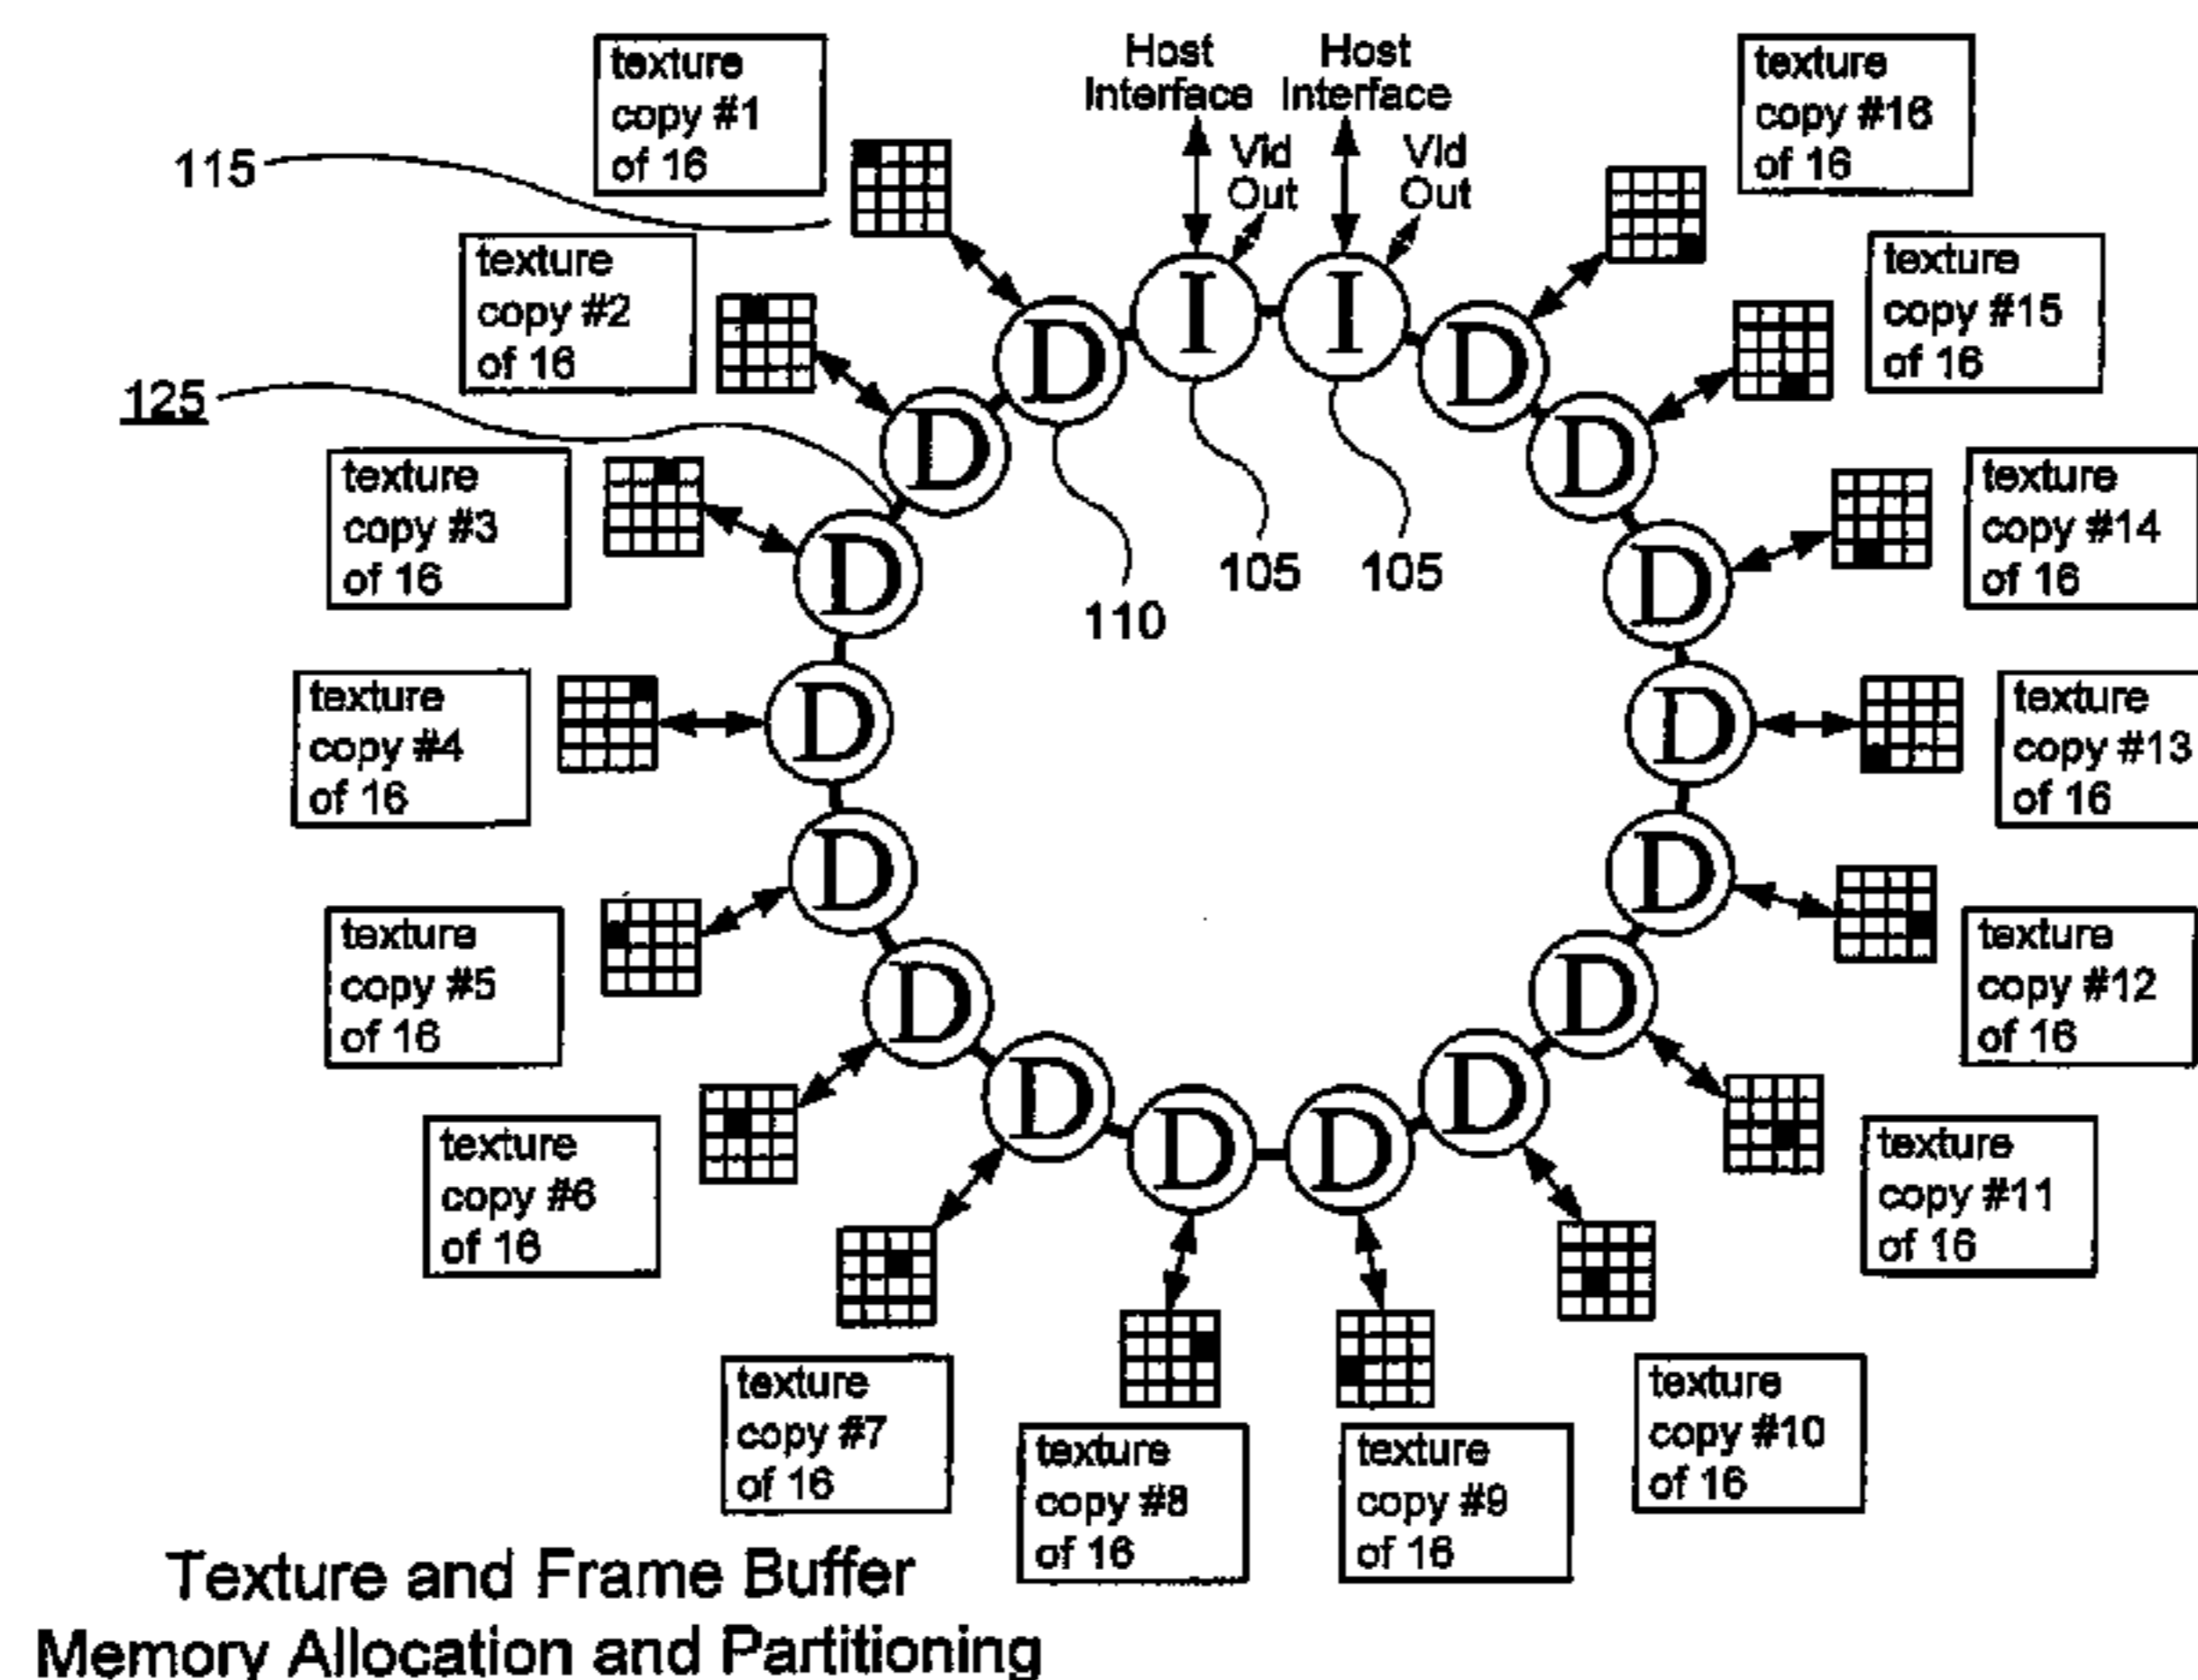 texture
copy #1
of 16
Host
Interface
Host
Interface
Vid
Out
Vid
Out
texture
copy #16
of 16
115
texture
copy #2
of 16
texture
copy #15
of 16
I
I
D
D
125
D
D
texture
copy #3
of 16
texture
copy #14
of 16
D
D
105
105
110
texture
copy #4
of 16
D
D
texture
copy #13
of 16
D
D
texture
copy #5
of 16
texture
copy #12
of 16
D
D
D
D
D
D
texture
copy #6
of 16
texture
copy #11
of 16
texture
copy #7
of 16
texture
copy #8
of 16
texture
copy #9
of 16
texture
copy #10
of 16
Texture and Frame Buffer
Memory Allocation and Partitioning